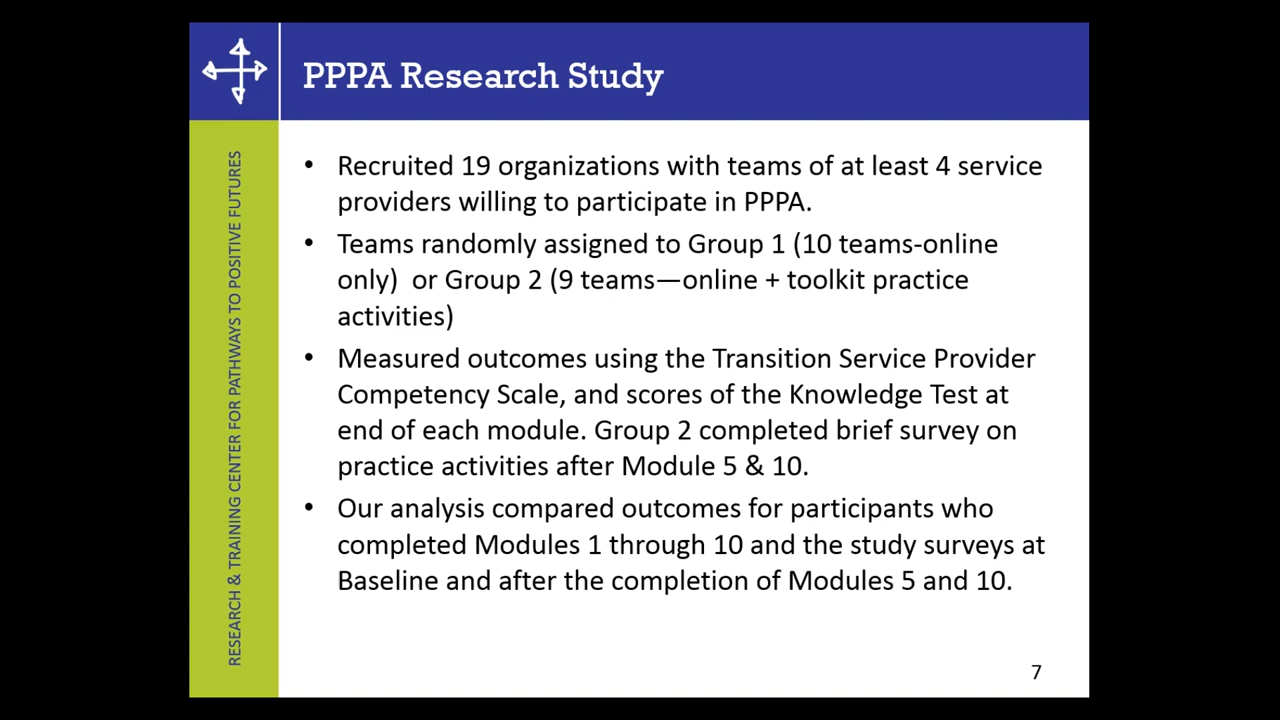 PPPA Research Study
RESEARCH & TRAINING CENTER FOR PATHWAYS TO POSITIVE FUTURES
• Recruited 19 organizations with teams of at least 4 service
providers willing to participate in PPPA.
• Teams randomly assigned to Group 1 (10 teams-online
only)  or Group 2 (9 teams—online + toolkit practice
activities)
• Measured outcomes using the Transition Service Provider
Competency Scale, and scores of the Knowledge Test at
end of each module. Group 2 completed brief survey on
practice activities after Module 5 & 10.
• Our analysis compared outcomes for participants who
completed Modules 1 through 10 and the study surveys at
Baseline and after the completion of Modules 5 and 10.
7